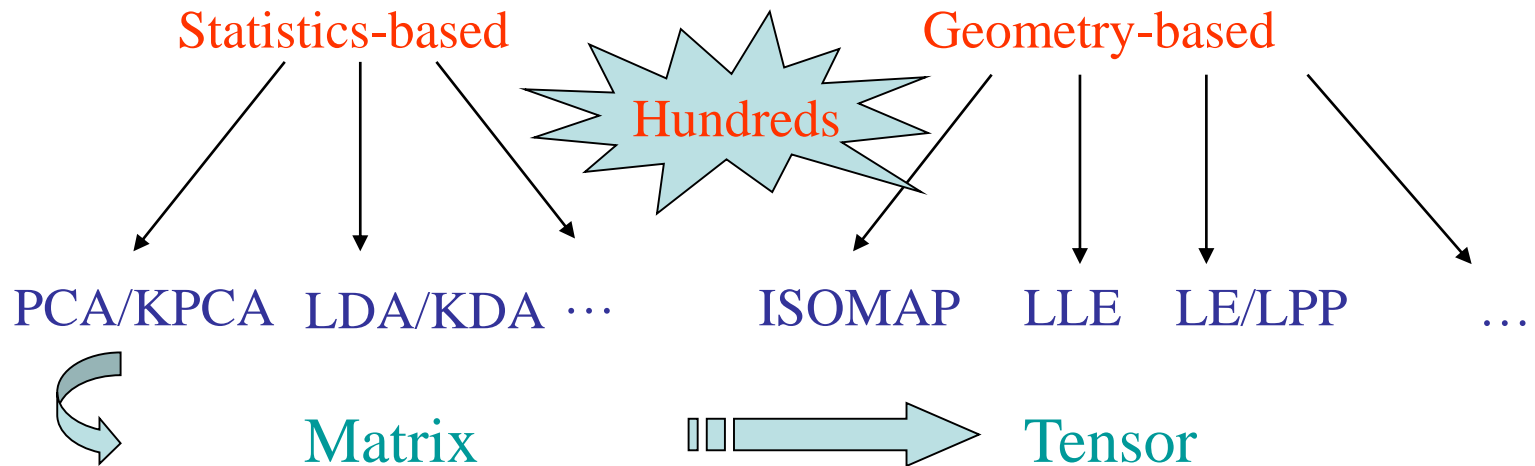 Statistics-based Geometry-based
Hundreds
PCA/KPCA LDA/KDA … ISOMAP LLE LE/LPP …
Matrix Tensor